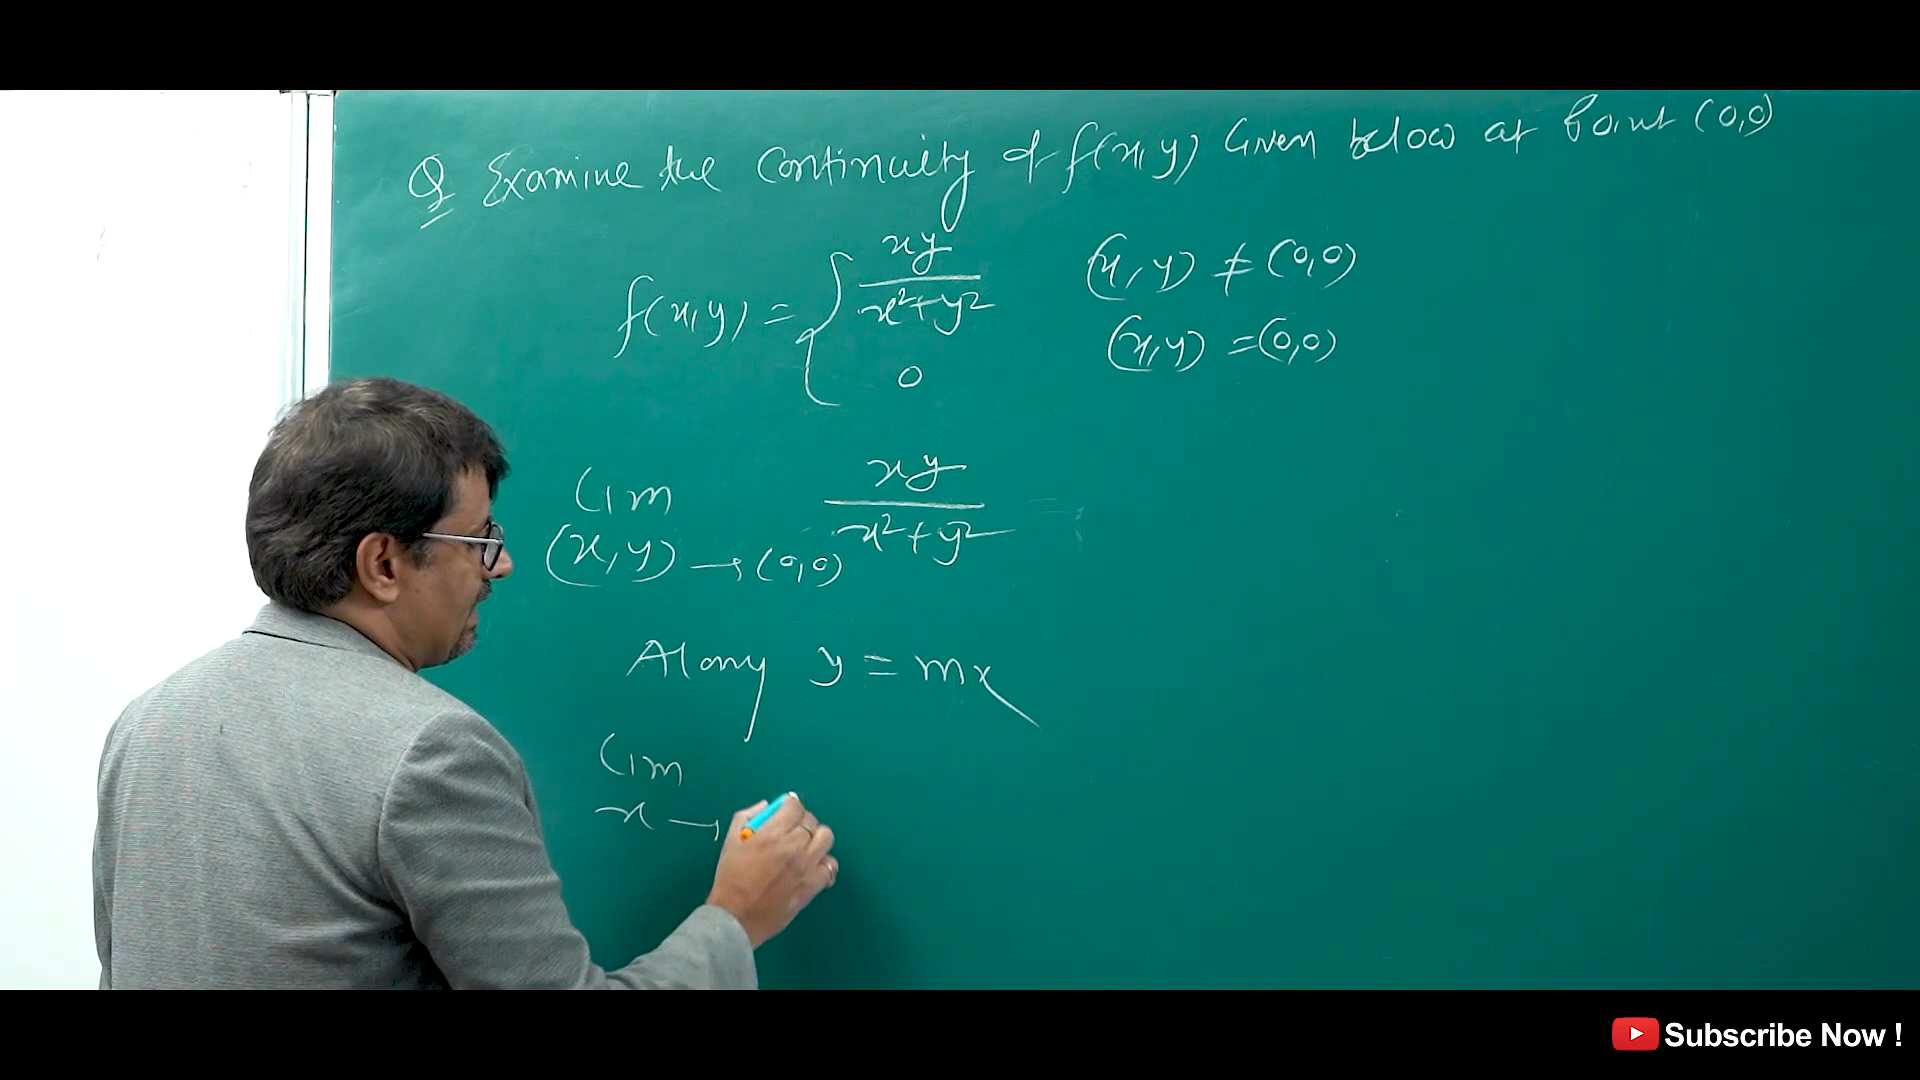 Q Examine the Continuity of f(x,y) Given below at Point (0,0)
f(x,y) = { xy / x²+y² (x,y) ≠ (0,0)
0 (x,y) = (0,0)
Lim (x,y) → (0,0) xy / x²+y² =
Along y = mx
Lim
x →
Subscribe Now !